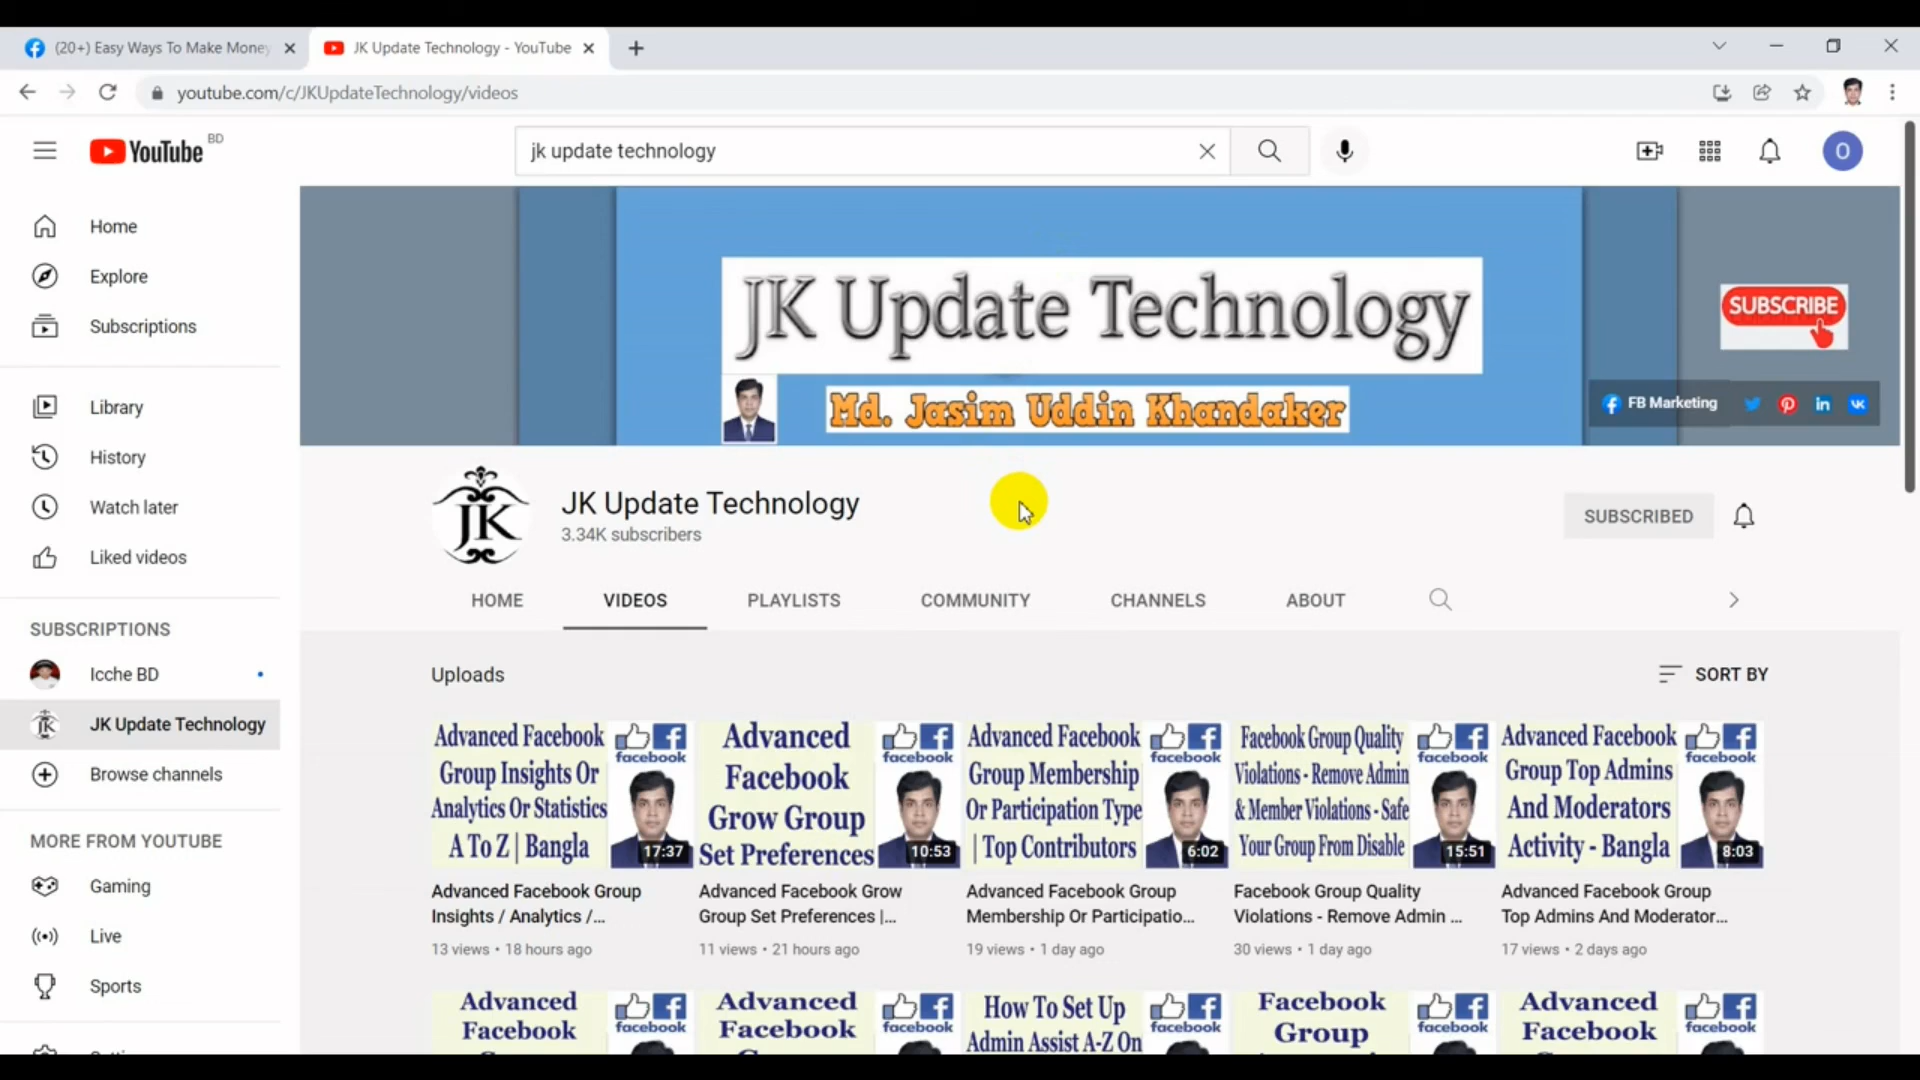 (20+) Easy Ways To Make Money
JK Update Technology - YouTube
youtube.com/c/JKUpdateTechnology/videos
YouTube BD
jk update technology
O
Home
Explore
Subscriptions
Library
History
Watch later
Liked videos
SUBSCRIPTIONS
Icche BD
JK Update Technology
Browse channels
MORE FROM YOUTUBE
Gaming
Live
Sports
JK Update Technology
Md. Jasim Uddin Khandaker
SUBSCRIBE
FB Marketing
JK
JK Update Technology
3.34K subscribers
SUBSCRIBED
HOME
VIDEOS
PLAYLISTS
COMMUNITY
CHANNELS
ABOUT
Uploads
SORT BY
Advanced Facebook
Group Insights Or
Analytics Or Statistics
A To Z | Bangla
facebook
17:37
Advanced Facebook Group
Insights / Analytics /...
13 views • 18 hours ago
Advanced
Facebook
Grow Group
Set Preferences
facebook
10:53
Advanced Facebook Grow
Group Set Preferences |...
11 views • 21 hours ago
Advanced Facebook
Group Membership
Or Participation Type
| Top Contributors
facebook
6:02
Advanced Facebook Group
Membership Or Participatio...
19 views • 1 day ago
Facebook Group Quality
Violations - Remove Admin
& Member Violations - Safe
Your Group From Disable
facebook
15:51
Facebook Group Quality
Violations - Remove Admin ...
30 views • 1 day ago
Advanced Facebook
Group Top Admins
And Moderators
Activity - Bangla
facebook
8:03
Advanced Facebook Group
Top Admins And Moderator...
17 views • 2 days ago
Advanced
Facebook
facebook
Advanced
Facebook
facebook
How To Set Up
Admin Assist A-Z On
facebook
Facebook
Group
facebook
Advanced
Facebook
facebook